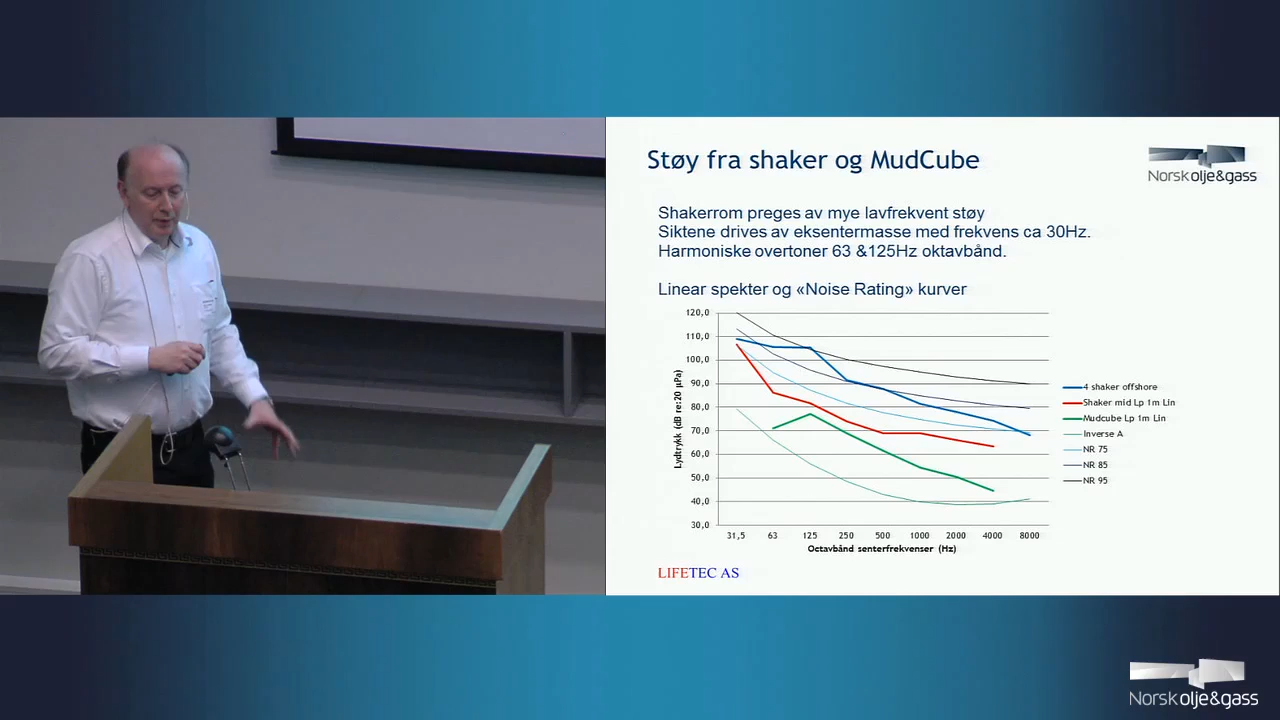 Støy fra shaker og MudCube
Norsk olje&gass
Shakerrom preges av mye lavfrekvent støy
Siktene drives av eksentermasse med frekvens ca 30Hz.
Harmoniske overtoner 63 &125Hz oktavbånd.
Linear spekter og «Noise Rating» kurver
120,0
110,0
100,0
90,0
80,0
70,0
60,0
50,0
40,0
30,0
Lydtrykk (dB re:20 µPa)
31,5 63 125 250 500 1000 2000 4000 8000
Octavbånd senterfrekvenser (Hz)
4 shaker offshore
Shaker mid Lp 1m Lin
Mudcube Lp 1m Lin
Inverse A
NR 75
NR 85
NR 95
LIFETEC AS
Norskolje&gass